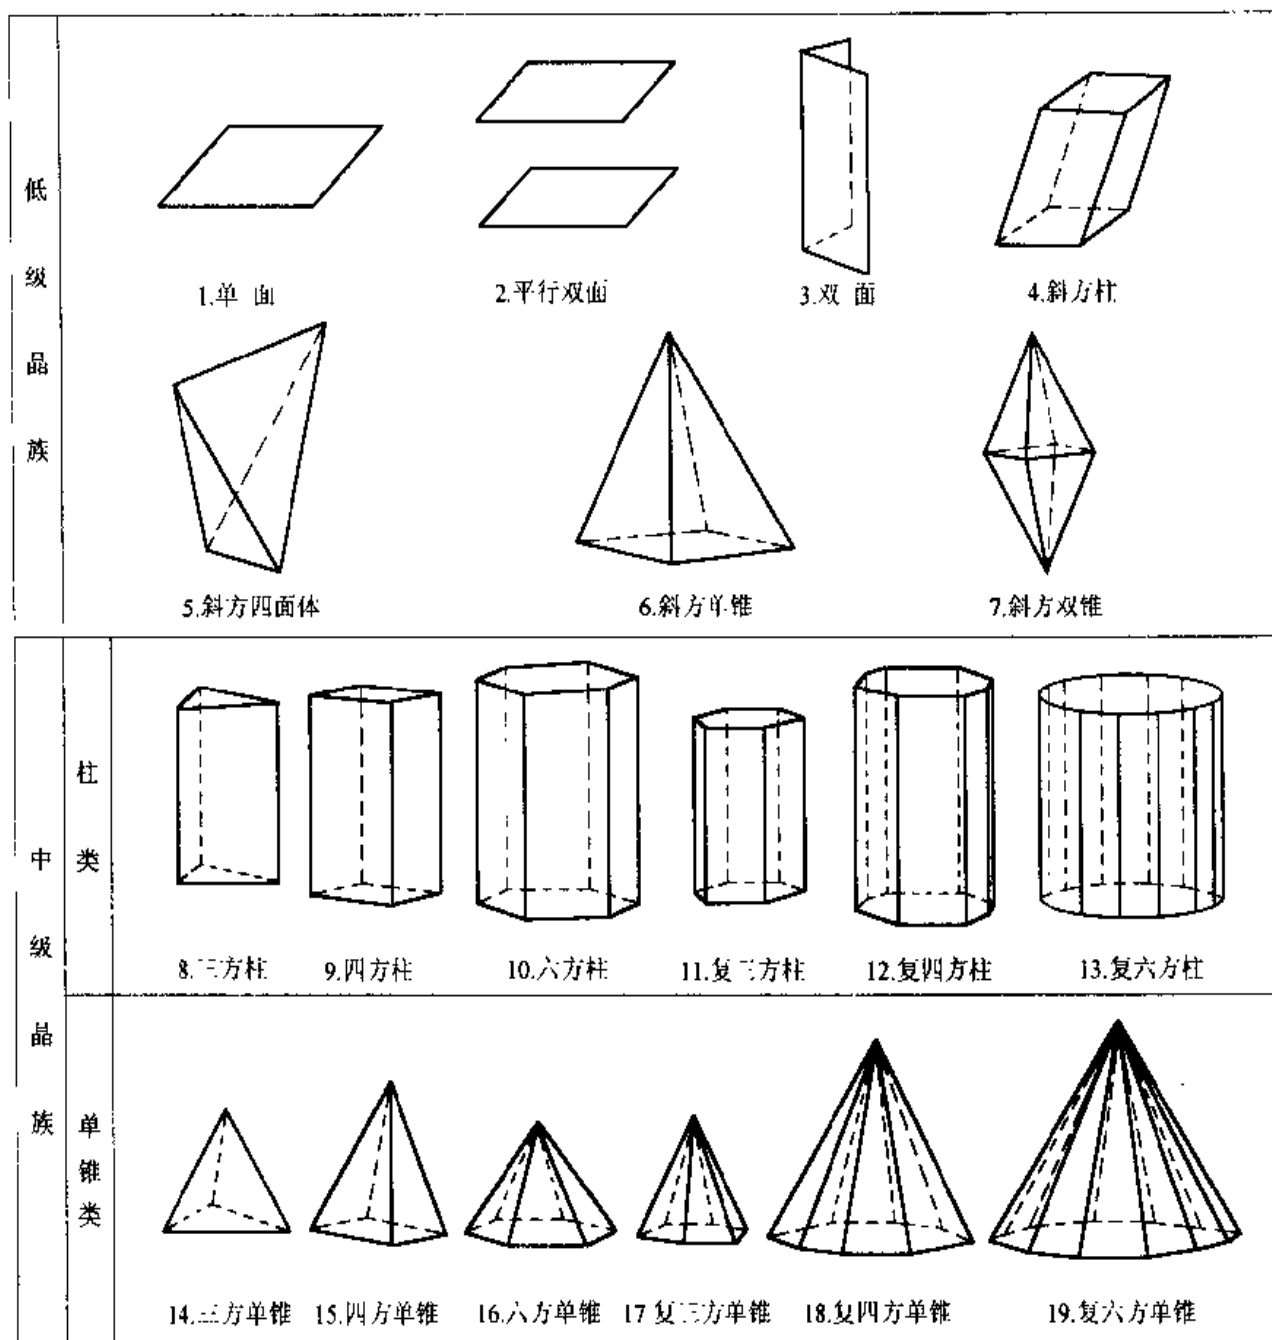 低级晶族
1.单 面 2.平行双面 3.双 面 4.斜方柱
5.斜方四面体 6.斜方单锥 7.斜方双锥
中级晶族
柱类
8.三方柱 9.四方柱 10.六方柱 11.复三方柱 12.复四方柱 13.复六方柱
单锥类
14.三方单锥 15.四方单锥 16.六方单锥 17 复三方单锥 18.复四方单锥 19.复六方单锥